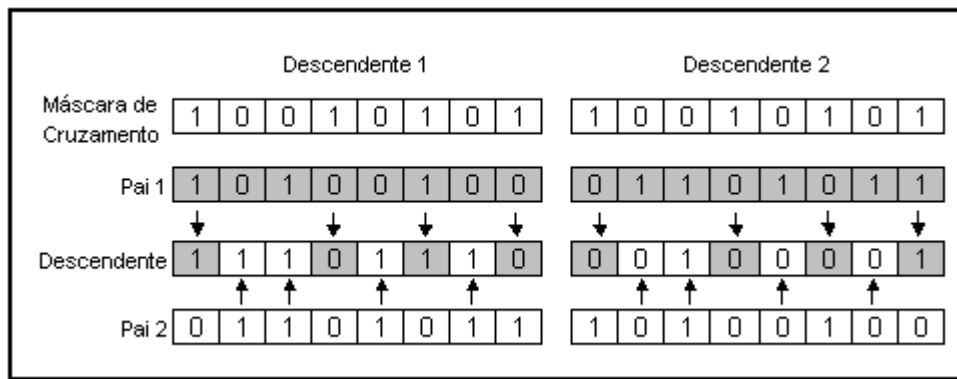 Descendente 1 Descendente 2
Máscara de Cruzamento 1 0 0 1 0 1 0 1 1 0 0 1 0 1 0 1
Pai 1 1 0 1 0 0 1 0 0 0 1 1 0 1 0 1 1
Descendente 1 1 1 0 1 1 1 0 0 0 1 0 0 0 0 1
Pai 2 0 1 1 0 1 0 1 1 1 0 1 0 0 1 0 0